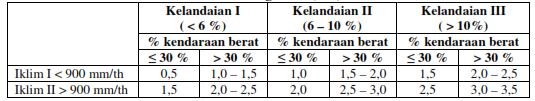 Kelandaian I Kelandaian II Kelandaian III
( < 6 %) (6 – 10 %) ( > 10%)
% kendaraan berat % kendaraan berat % kendaraan berat
≤ 30 % > 30 % ≤ 30 % > 30 % ≤ 30 % > 30 %
Iklim I < 900 mm/th 0,5 1,0 – 1,5 1,0 1,5 – 2,0 1,5 2,0 – 2,5
Iklim II > 900 mm/th 1,5 2,0 – 2,5 2,0 2,5 – 3,0 2,5 3,0 – 3,5